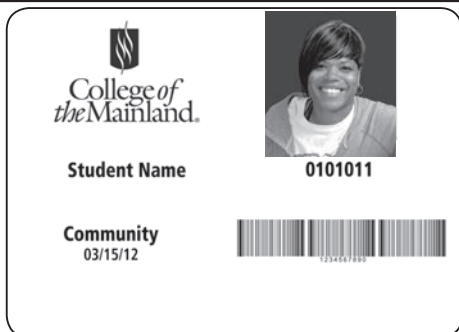 College of
the Mainland®
Student Name
0101011
Community
03/15/12
1234567890